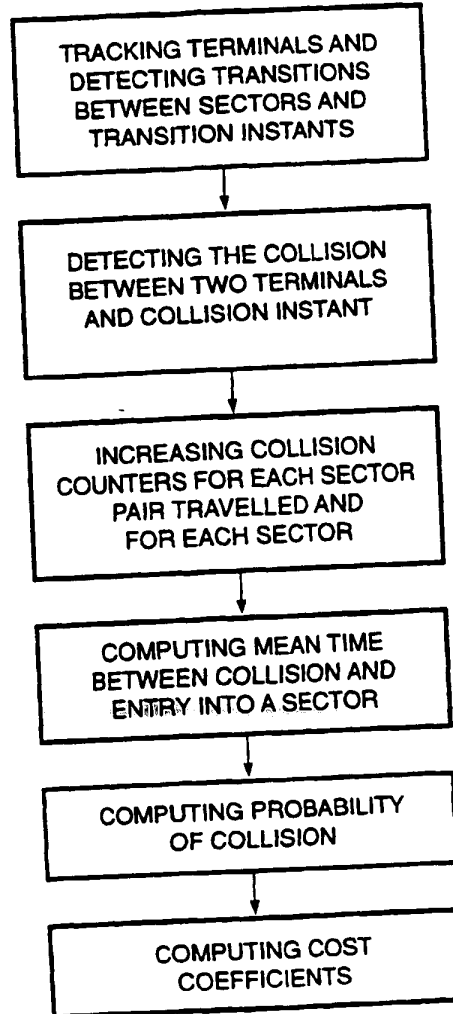 TRACKING TERMINALS AND
DETECTING TRANSITIONS
BETWEEN SECTORS AND
TRANSITION INSTANTS
DETECTING THE COLLISION
BETWEEN TWO TERMINALS
AND COLLISION INSTANT
INCREASING COLLISION
COUNTERS FOR EACH SECTOR
PAIR TRAVELLED AND
FOR EACH SECTOR
COMPUTING MEAN TIME
BETWEEN COLLISION AND
ENTRY INTO A SECTOR
COMPUTING PROBABILITY
OF COLLISION
COMPUTING COST
COEFFICIENTS